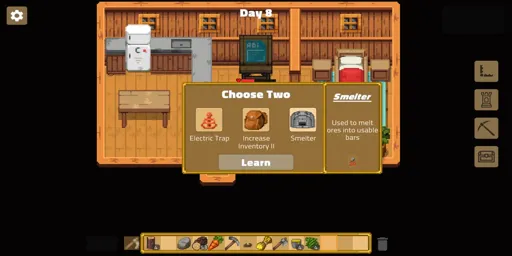 Day 8
Choose Two
Smelter
Electric Trap
Increase
Inventory II
Smelter
Used to melt
ores into usable
bars
Learn